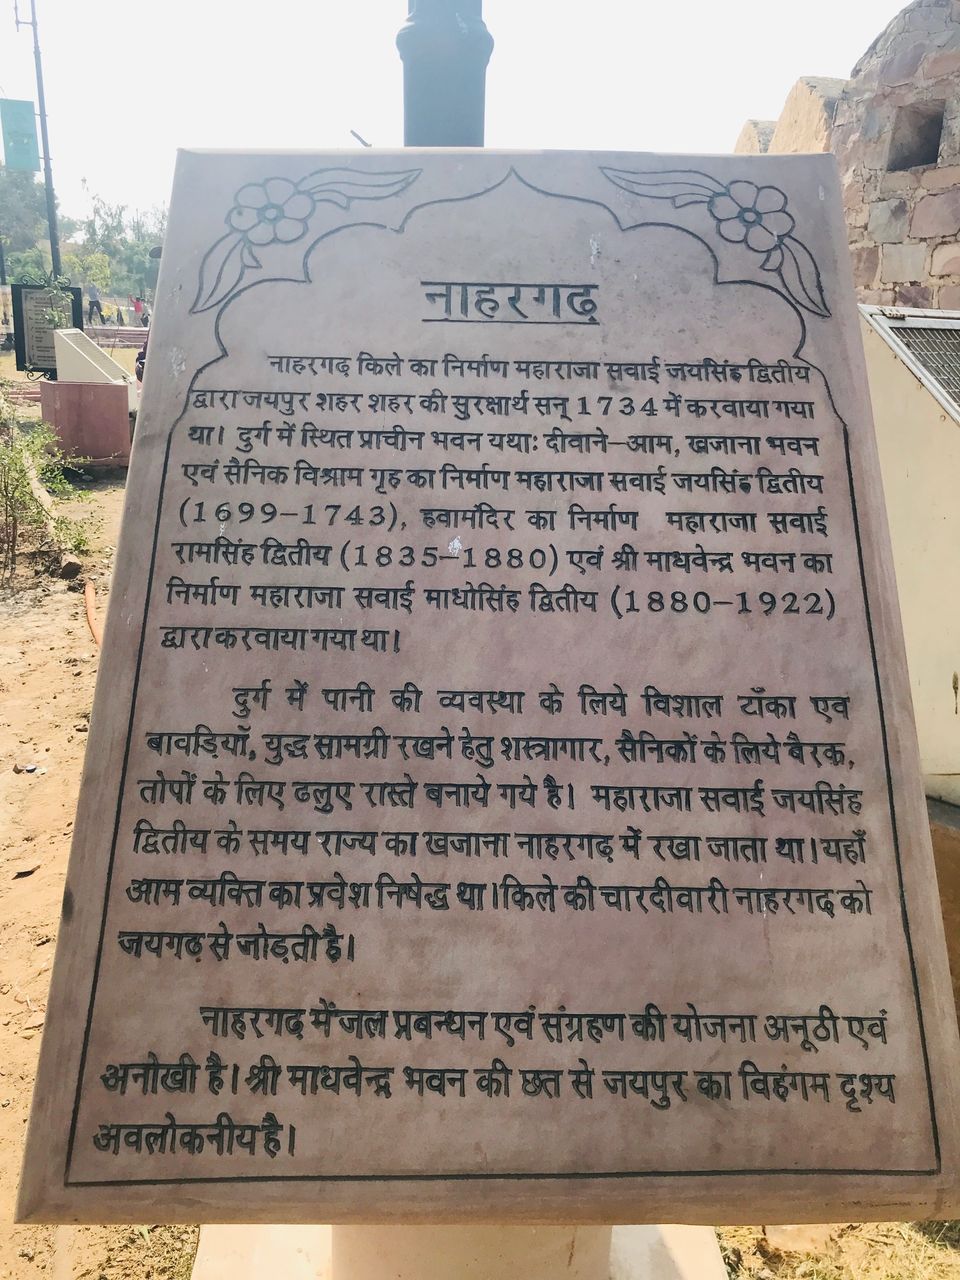 नाहरगढ़
नाहरगढ़ किले का निर्माण महाराजा सवाई जयसिंह द्वितीय
द्वारा जयपुर शहर शहर की सुरक्षार्थ सन् 1734 में करवाया गया
था। दुर्ग में स्थित प्राचीन भवन यथाः दीवाने–आम, खजाना भवन
एवं सैनिक विश्राम गृह का निर्माण महाराजा सवाई जयसिंह द्वितीय
(1699–1743), हवामंदिर का निर्माण महाराजा सवाई
रामसिंह द्वितीय (1835–1880) एवं श्री माधवेन्द्र भवन का
निर्माण महाराजा सवाई माधोसिंह द्वितीय (1880–1922)
द्वारा करवाया गया था।
दुर्ग में पानी की व्यवस्था के लिये विशाल टाँका एव
बावड़ियाँ, युद्ध सामग्री रखने हेतु शस्त्रागार, सैनिकों के लिये बैरक,
तोपों के लिए ढलुए रास्ते बनाये गये है। महाराजा सवाई जयसिंह
द्वितीय के समय राज्य का खजाना नाहरगढ़ में रखा जाता था। यहाँ
आम व्यक्ति का प्रवेश निषेद्ध था। किले की चारदीवारी नाहरगढ़ को
जयगढ़ से जोड़ती है।
नाहरगढ़ में जल प्रबन्धन एवं संग्रहण की योजना अनूठी एवं
अनोखी है। श्री माधवेन्द्र भवन की छत से जयपुर का विहंगम दृश्य
अवलोकनीय है।